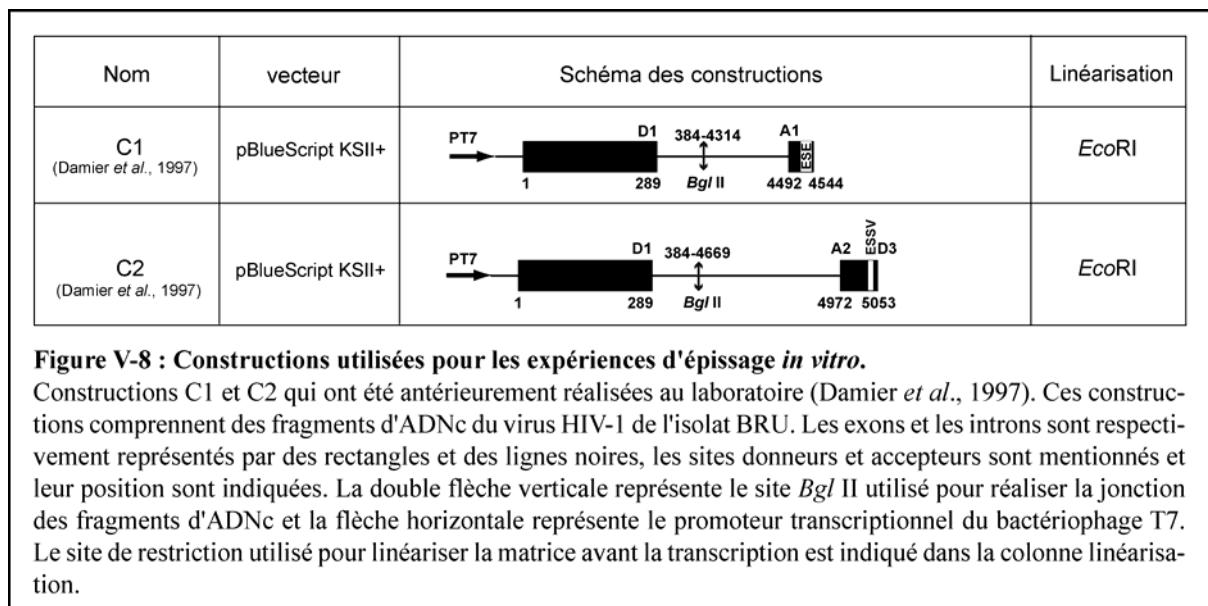 Nom vecteur Schéma des constructions Linéarisation
C1
(Damier et al., 1997)
pBlueScript KSII+
PT7 D1 384-4314 A1
ESE
1 289 Bgl II 4492 4544
EcoRI
C2
(Damier et al., 1997)
pBlueScript KSII+
PT7 D1 384-4669 A2 ESSV D3
1 289 Bgl II 4972 5053
EcoRI
Figure V-8 : Constructions utilisées pour les expériences d'épissage in vitro.
Constructions C1 et C2 qui ont été antérieurement réalisées au laboratoire (Damier et al., 1997). Ces construc-
tions comprennent des fragments d'ADNc du virus HIV-1 de l'isolat BRU. Les exons et les introns sont respecti-
vement représentés par des rectangles et des lignes noires, les sites donneurs et accepteurs sont mentionnés et
leur position sont indiquées. La double flèche verticale représente le site Bgl II utilisé pour réaliser la jonction
des fragments d'ADNc et la flèche horizontale représente le promoteur transcriptionnel du bactériophage T7.
Le site de restriction utilisé pour linéariser la matrice avant la transcription est indiqué dans la colonne linéarisa-
tion.